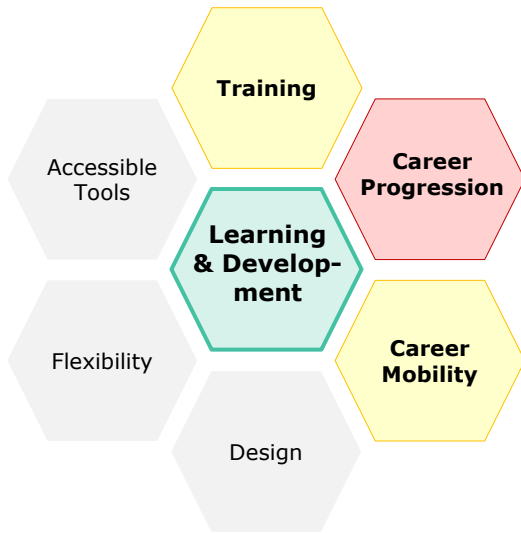 Training
Accessible
Tools
Career
Progression
Learning
& Develop-
ment
Flexibility
Career
Mobility
Design